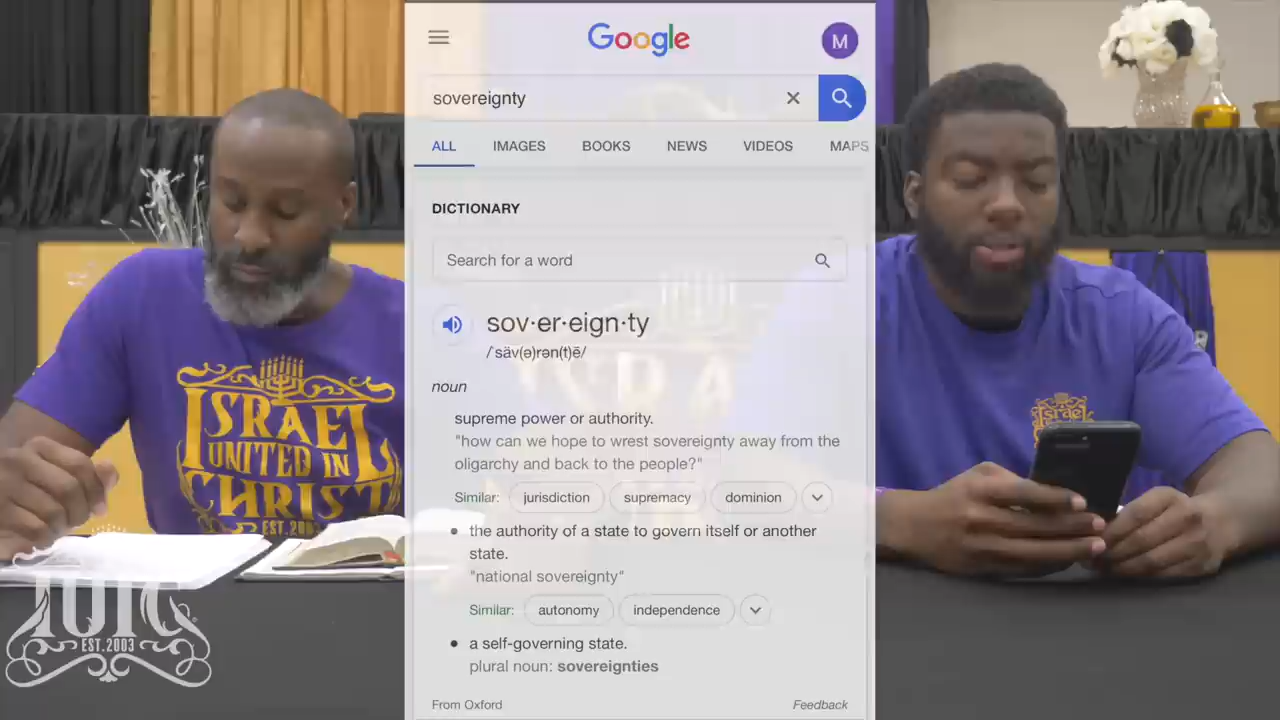 Google
M
sovereignty
ALL IMAGES BOOKS NEWS VIDEOS MAPS
DICTIONARY
Search for a word
sov·er·eign·ty
/ˈsäv(ə)rən(t)ē/
noun
supreme power or authority.
"how can we hope to wrest sovereignty away from the
oligarchy and back to the people?"
Similar: jurisdiction supremacy dominion
• the authority of a state to govern itself or another
state.
"national sovereignty"
Similar: autonomy independence
• a self-governing state.
plural noun: sovereignties
From Oxford Feedback
ISRAEL
UNITED IN
CHRIST
EST. 2003
Israel
IUIC
EST. 2003